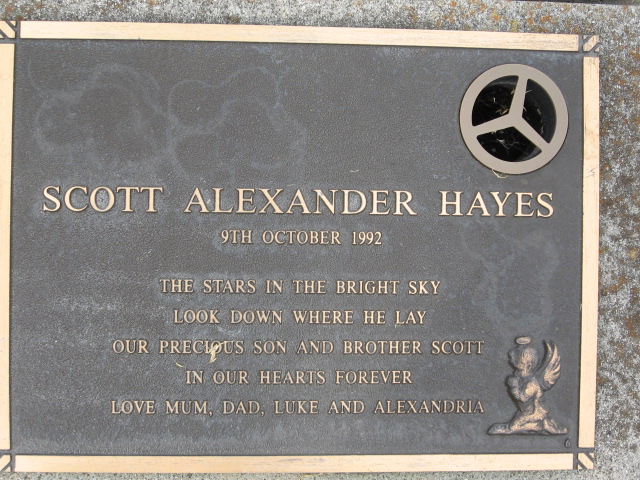 SCOTT ALEXANDER HAYES
9TH OCTOBER 1992
THE STARS IN THE BRIGHT SKY
LOOK DOWN WHERE HE LAY
OUR PRECIOUS SON AND BROTHER SCOTT
IN OUR HEARTS FOREVER
LOVE MUM, DAD, LUKE AND ALEXANDRIA